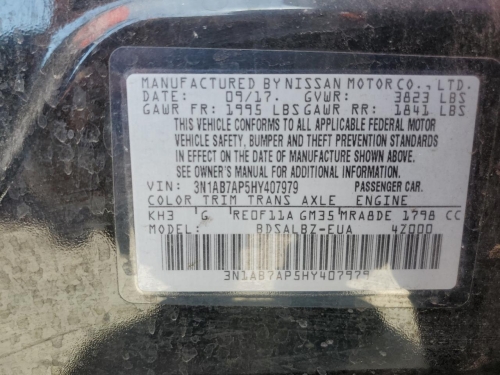 MANUFACTURED BY NISSAN MOTOR CO., LTD.
DATE: 09/17. GVWR: 3823 LBS
GAWR FR: 1995 LBS GAWR RR: 1841 LBS
THIS VEHICLE CONFORMS TO ALL APPLICABLE FEDERAL MOTOR
VEHICLE SAFETY, BUMPER, AND THEFT PREVENTION STANDARDS
IN EFFECT ON THE DATE OF MANUFACTURE SHOWN ABOVE.
SEE OWNER'S MANUAL FOR ADDITIONAL INFORMATION.
VIN: 3N1AB7AP5HY407979 PASSENGER CAR.
COLOR TRIM TRANS AXLE ENGINE
KH3 G RE0F11A GM35 MRA8DE 1798 CC
MODEL: BDSALBZ-EUA 4Z000
3N1AB7AP5HY407979